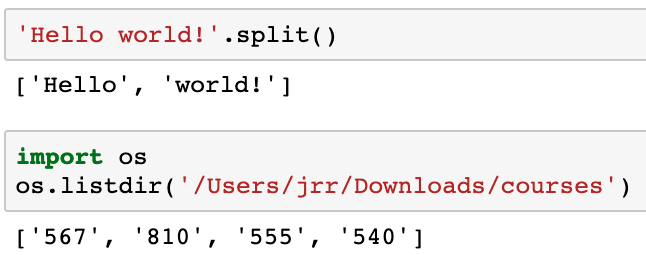 'Hello world!'.split()
['Hello', 'world!']
import os
os.listdir('/Users/jrr/Downloads/courses')
['567', '810', '555', '540']